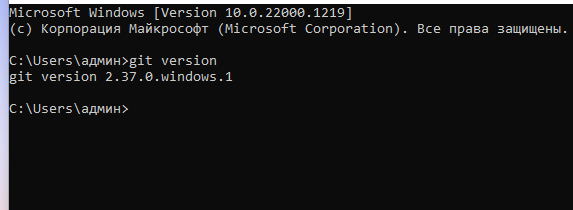 Microsoft Windows [Version 10.0.22000.1219]
(c) Корпорация Майкрософт (Microsoft Corporation). Все права защищены.
C:\Users\админ>git version
git version 2.37.0.windows.1
C:\Users\админ>